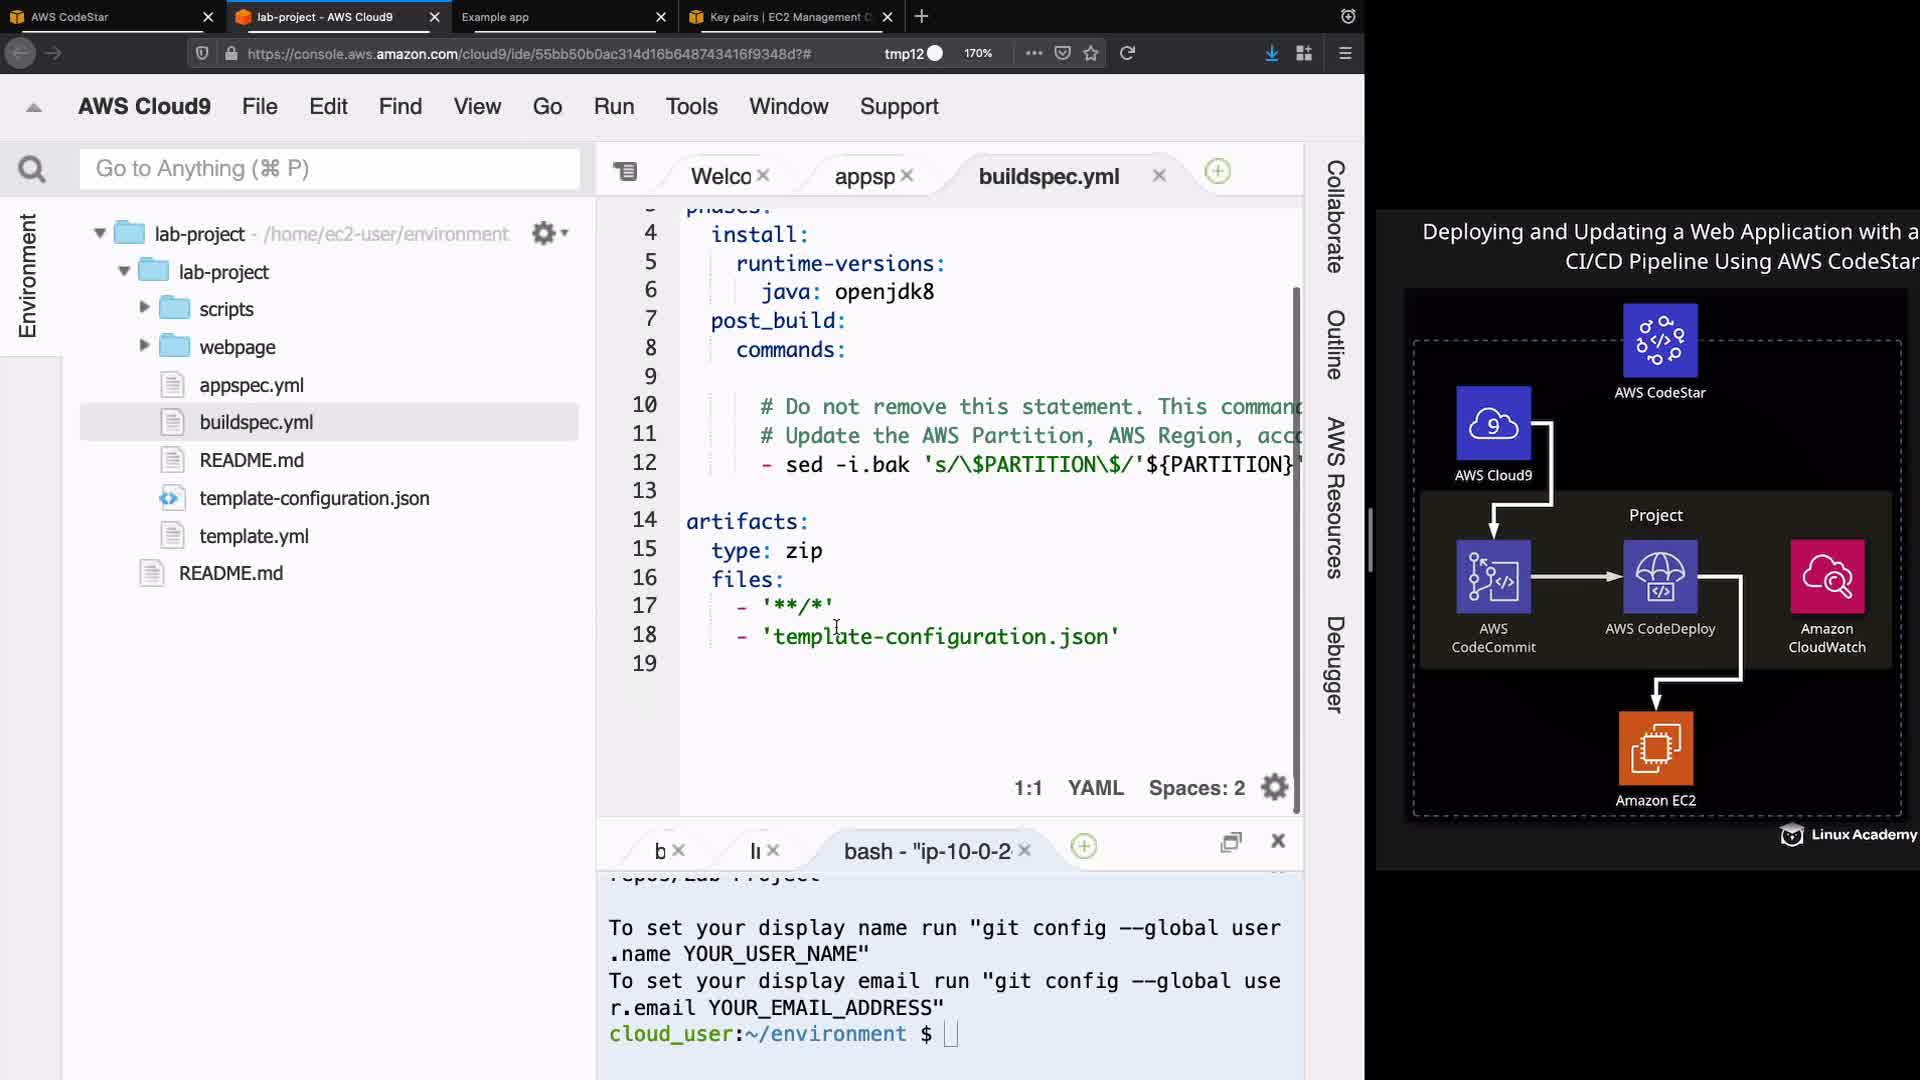 AWS CodeStar
lab-project - AWS Cloud9
Example app
Key pairs | EC2 Management C
https://console.aws.amazon.com/cloud9/ide/55bb50b0ac314d16b648743416f9348d?#
tmp12
170%
AWS Cloud9 File Edit Find View Go Run Tools Window Support
Go to Anything (⌘ P)
Environment
lab-project - /home/ec2-user/environment
lab-project
scripts
webpage
appspec.yml
buildspec.yml
README.md
template-configuration.json
template.yml
README.md
Welco
appsp
buildspec.yml
phases:
4 install:
5 runtime-versions:
6 java: openjdk8
7 post_build:
8 commands:
9
10 # Do not remove this statement. This comman
11 # Update the AWS Partition, AWS Region, acc
12 - sed -i.bak 's/\$PARTITION\$/'${PARTITION}'
13
14 artifacts:
15 type: zip
16 files:
17 - '**/*'
18 - 'template-configuration.json'
19
1:1 YAML Spaces: 2
Collaborate
Outline
AWS Resources
Debugger
b
bash - "ip-10-0-2
To set your display name run "git config --global user
.name YOUR_USER_NAME"
To set your display email run "git config --global use
r.email YOUR_EMAIL_ADDRESS"
cloud_user:~/environment $
Deploying and Updating a Web Application with a
CI/CD Pipeline Using AWS CodeStar
AWS CodeStar
9
AWS Cloud9
Project
AWS
CodeCommit
AWS CodeDeploy
Amazon
CloudWatch
Amazon EC2
Linux Academy